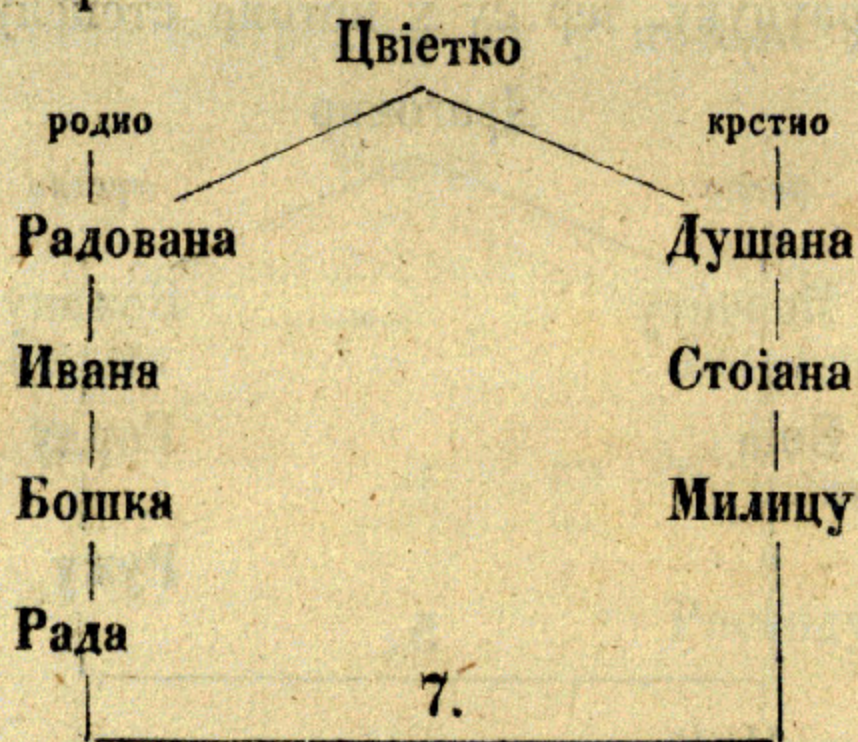 Цвіетко
родио крстио
Радована Душана
Ивана Стоіана
Бошка Милицу
Рада
7.